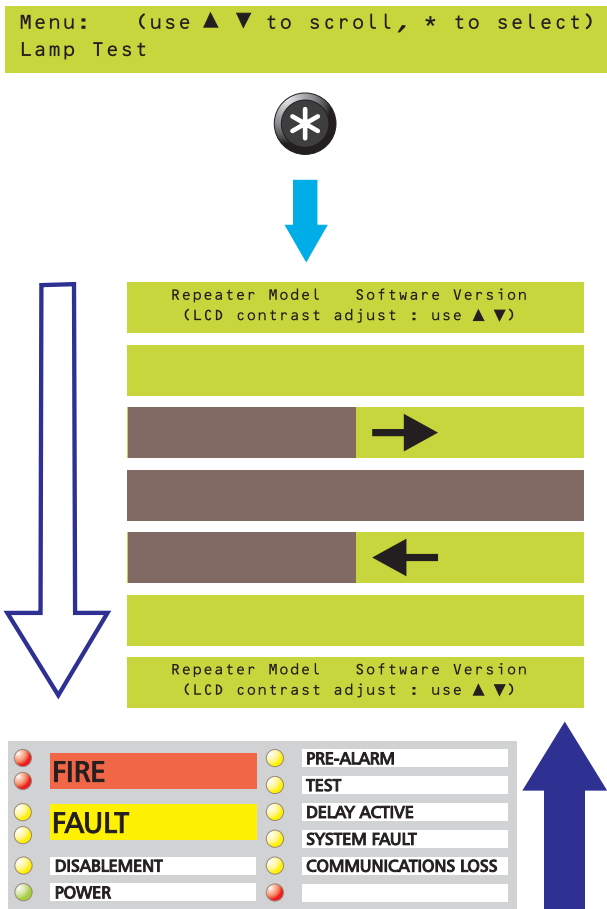 Menu:   (use ▲ ▼ to scroll, * to select)
Lamp Test
Repeater Model   Software Version
(LCD contrast adjust : use ▲ ▼)
Repeater Model   Software Version
(LCD contrast adjust : use ▲ ▼)
FIRE
FAULT
DISABLEMENT
POWER
PRE-ALARM
TEST
DELAY ACTIVE
SYSTEM FAULT
COMMUNICATIONS LOSS